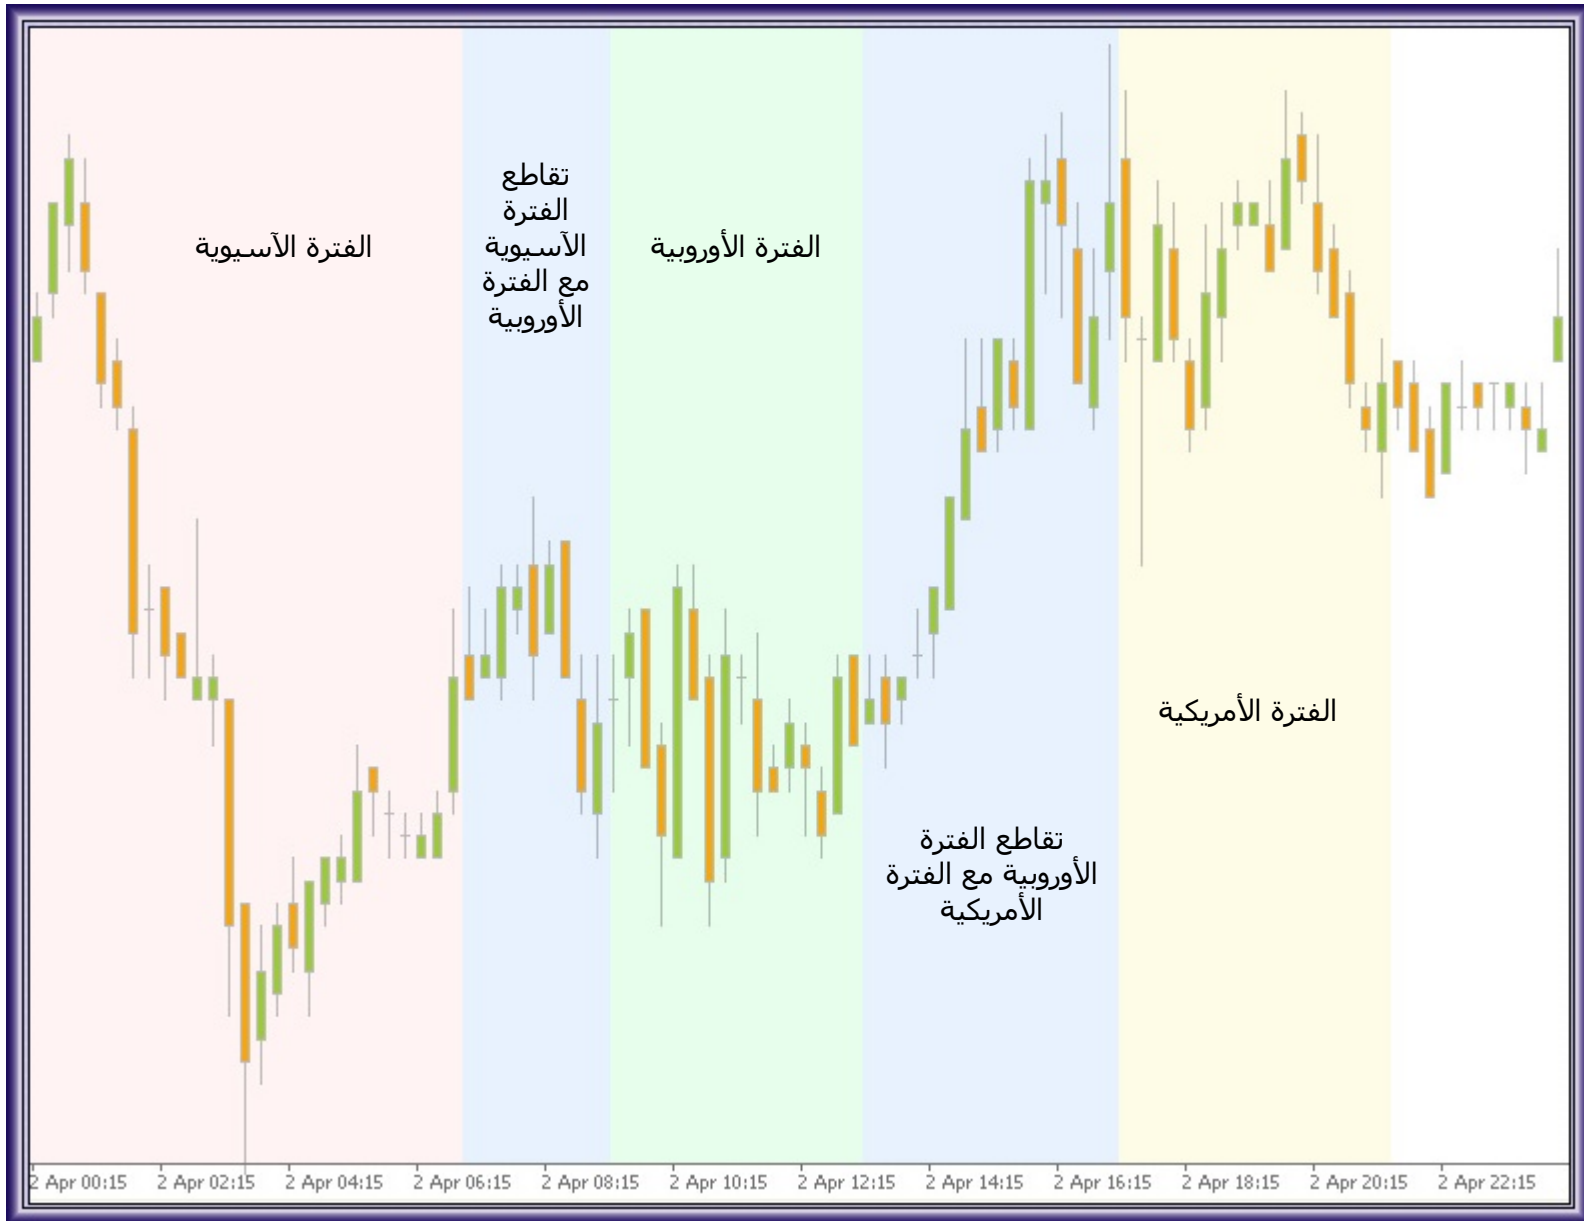 الفترة الآسيوية
تقاطع
الفترة
الآسيوية
مع الفترة
الأوروبية
الفترة الأوروبية
تقاطع الفترة
الأوروبية مع الفترة
الأمريكية
الفترة الأمريكية
2 Apr 00:15 2 Apr 02:15 2 Apr 04:15 2 Apr 06:15 2 Apr 08:15 2 Apr 10:15 2 Apr 12:15 2 Apr 14:15 2 Apr 16:15 2 Apr 18:15 2 Apr 20:15 2 Apr 22:15